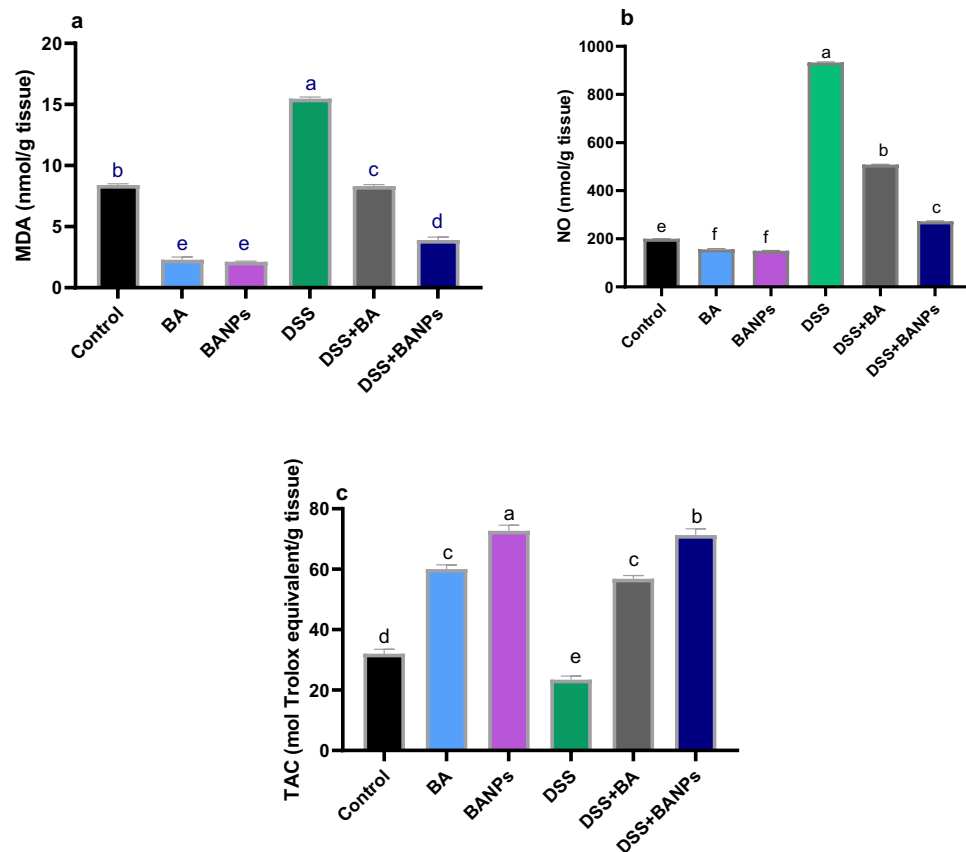 a
MDA (nmol/g tissue)
20
15
10
5
0
b
e
e
a
c
d
Control
BA
BANPs
DSS
DSS+BA
DSS+BANPs
b
NO (nmol/g tissue)
1000
800
600
400
200
0
e
f
f
a
b
c
Control
BA
BANPs
DSS
DSS+BA
DSS+BANPs
c
TAC (mol Trolox equivalent/g tissue)
80
60
40
20
0
d
c
a
e
c
b
Control
BA
BANPs
DSS
DSS+BA
DSS+BANPs